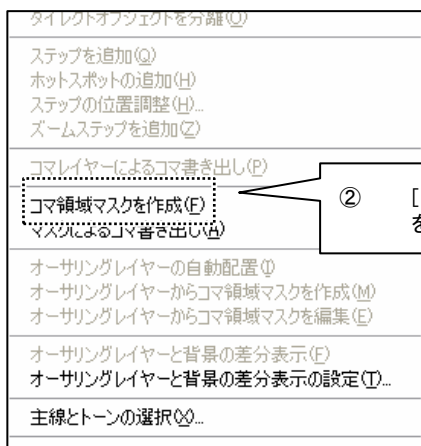 ダイレクトオブジェクトを分離(O)
ステップを追加(Q)
ホットスポットの追加(H)
ステップの位置調整(H)...
ズームステップを追加(Z)
コマレイヤーによるコマ書き出し(P)
コマ領域マスクを作成(F)
マスクによるコマ書き出し(A)
② [
を
オーサリングレイヤーの自動配置(I)
オーサリングレイヤーからコマ領域マスクを作成(M)
オーサリングレイヤーからコマ領域マスクを編集(E)
オーサリングレイヤーと背景の差分表示(F)
オーサリングレイヤーと背景の差分表示の設定(T)...
主線とトーンの選択(X)...